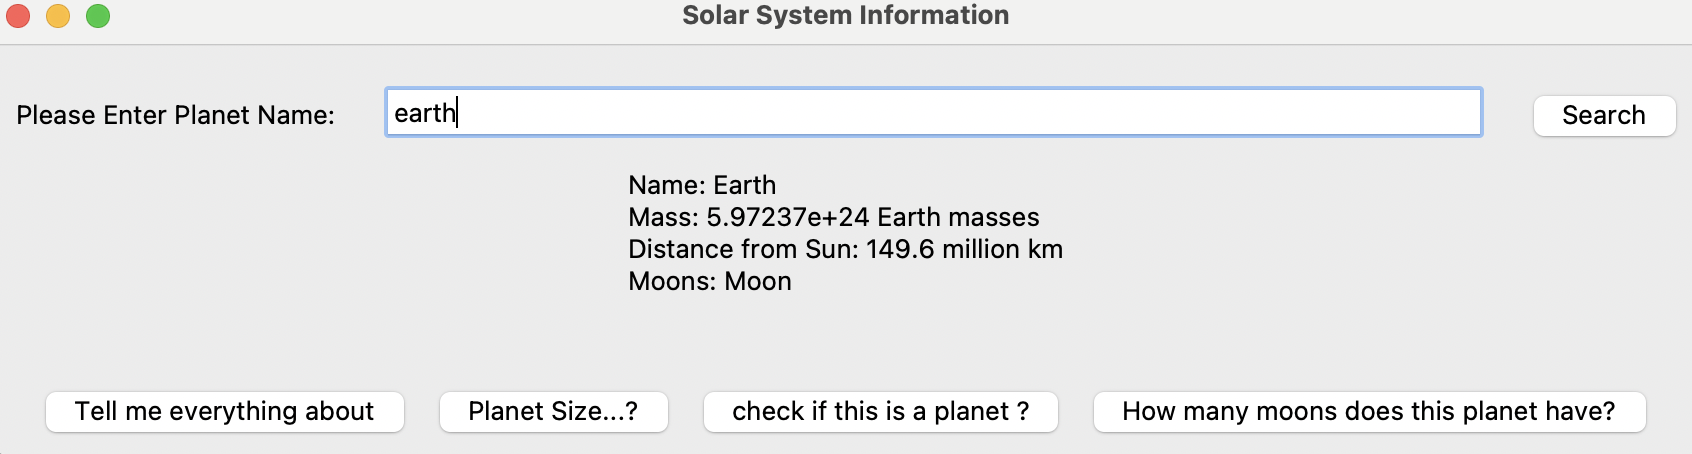 Solar System Information
Please Enter Planet Name:
earth
Search
Name: Earth
Mass: 5.97237e+24 Earth masses
Distance from Sun: 149.6 million km
Moons: Moon
Tell me everything about
Planet Size...?
check if this is a planet ?
How many moons does this planet have?